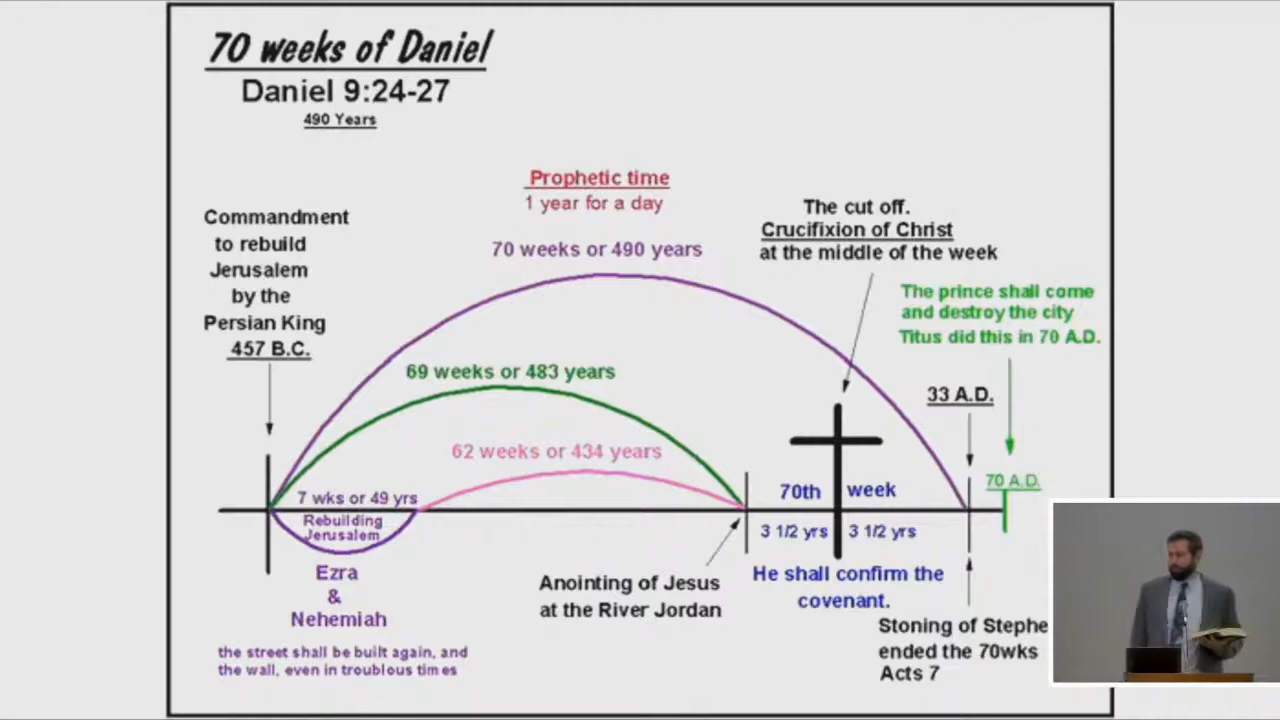 70 weeks of Daniel
Daniel 9:24-27
490 Years
Prophetic time
1 year for a day
70 weeks or 490 years
Commandment
to rebuild
Jerusalem
by the
Persian King
457 B.C.
The cut off.
Crucifixion of Christ
at the middle of the week
The prince shall come
and destroy the city
Titus did this in 70 A.D.
69 weeks or 483 years
33 A.D.
62 weeks or 434 years
70 A.D.
7 wks or 49 yrs
Rebuilding
Jerusalem
70th week
3 1/2 yrs 3 1/2 yrs
Ezra
&
Nehemiah
the street shall be built again, and
the wall, even in troublous times
Anointing of Jesus
at the River Jordan
He shall confirm the
covenant.
Stoning of Stephe
ended the 70wks
Acts 7